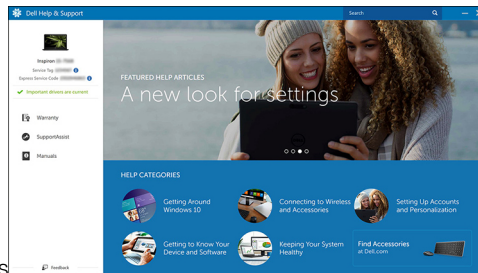 Dell Help & Support
Search
Inspiron
Service Tag
Express Service Code
Important drivers are current
Warranty
SupportAssist
Manuals
Feedback
FEATURED HELP ARTICLES
A new look for settings
HELP CATEGORIES
Getting Around
Windows 10
Connecting to Wireless
and Accessories
Setting Up Accounts
and Personalization
Getting to Know Your
Device and Software
Keeping Your System
Healthy
Find Accessories
at Dell.com
S